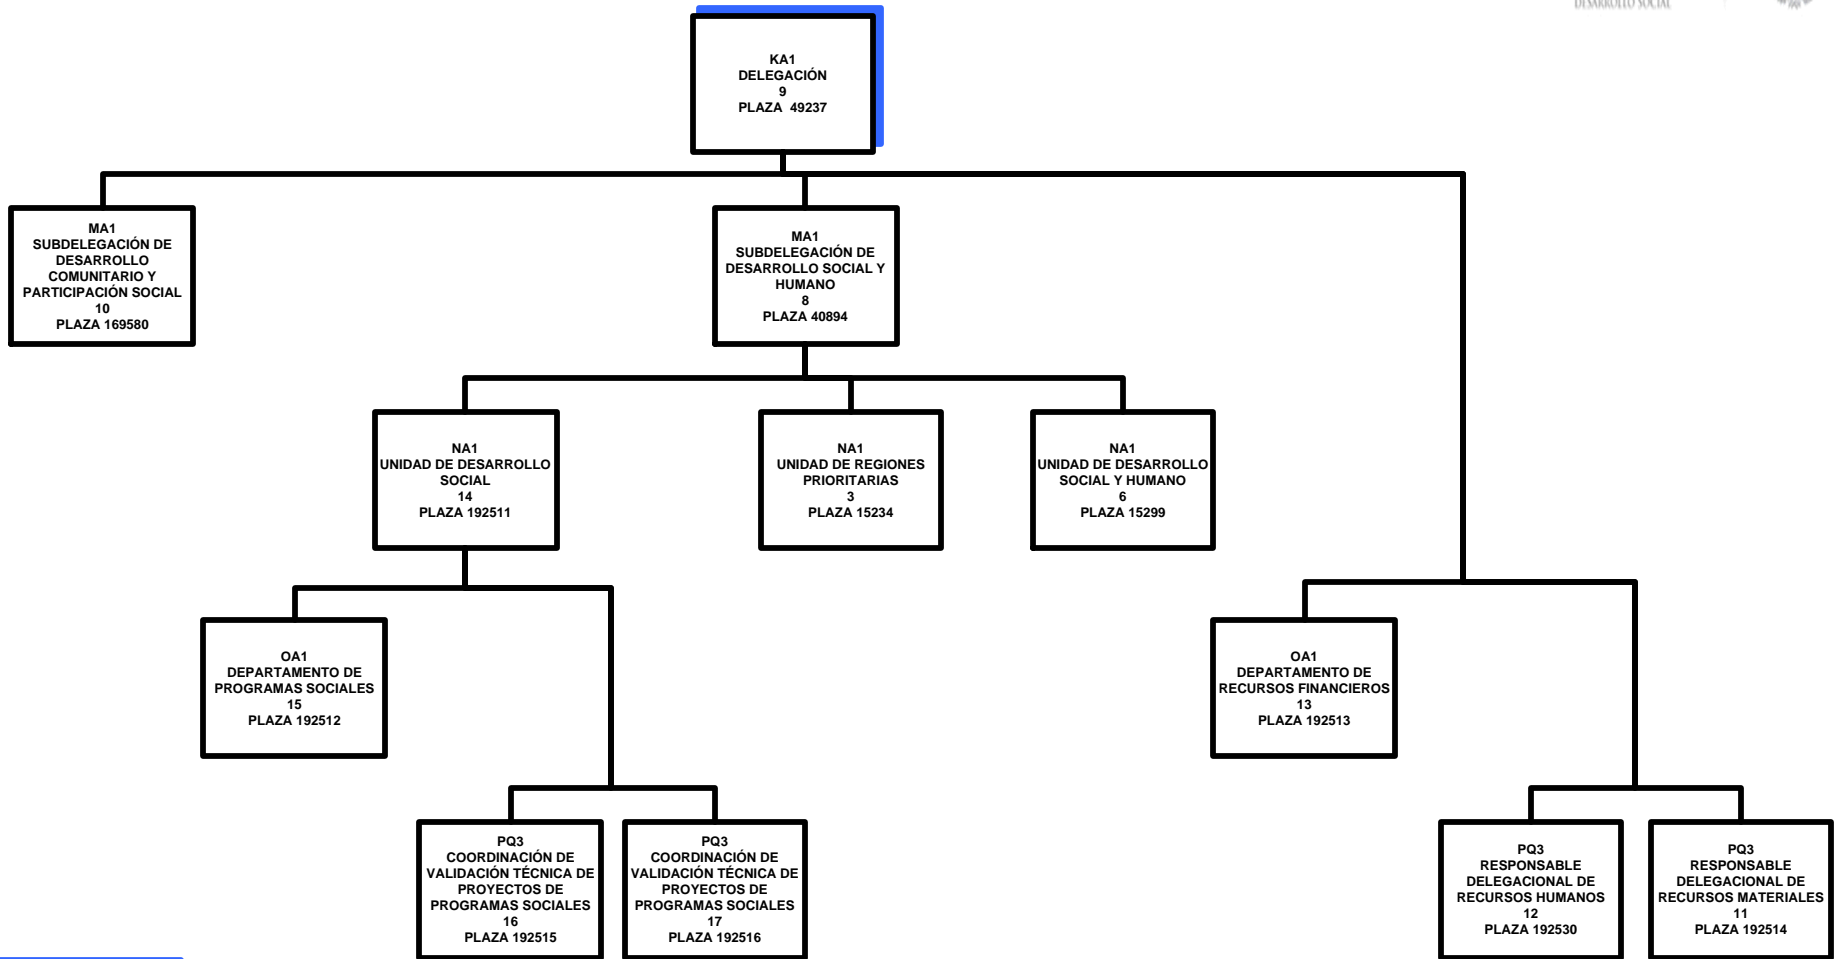 DESARROLLO SOCIAL
KA1
DELEGACIÓN
9
PLAZA 49237
MA1
SUBDELEGACIÓN DE
DESARROLLO
COMUNITARIO Y
PARTICIPACIÓN SOCIAL
10
PLAZA 169580
MA1
SUBDELEGACIÓN DE
DESARROLLO SOCIAL Y
HUMANO
8
PLAZA 40894
NA1
UNIDAD DE DESARROLLO
SOCIAL
14
PLAZA 192511
NA1
UNIDAD DE REGIONES
PRIORITARIAS
3
PLAZA 15234
NA1
UNIDAD DE DESARROLLO
SOCIAL Y HUMANO
6
PLAZA 15299
OA1
DEPARTAMENTO DE
PROGRAMAS SOCIALES
15
PLAZA 192512
OA1
DEPARTAMENTO DE
RECURSOS FINANCIEROS
13
PLAZA 192513
PQ3
COORDINACIÓN DE
VALIDACIÓN TÉCNICA DE
PROYECTOS DE
PROGRAMAS SOCIALES
16
PLAZA 192515
PQ3
COORDINACIÓN DE
VALIDACIÓN TÉCNICA DE
PROYECTOS DE
PROGRAMAS SOCIALES
17
PLAZA 192516
PQ3
RESPONSABLE
DELEGACIONAL DE
RECURSOS HUMANOS
12
PLAZA 192530
PQ3
RESPONSABLE
DELEGACIONAL DE
RECURSOS MATERIALES
11
PLAZA 192514